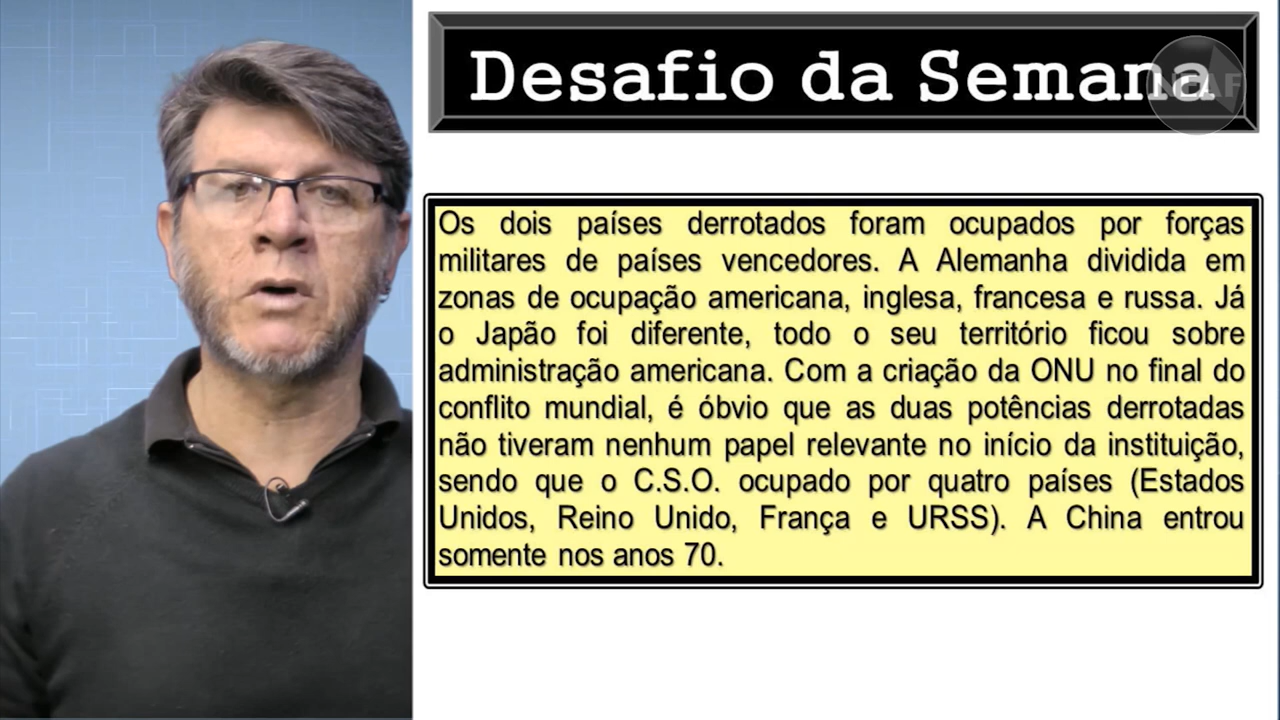 Desafio da Semana
NEAF
Os dois países derrotados foram ocupados por forças
militares de países vencedores. A Alemanha dividida em
zonas de ocupação americana, inglesa, francesa e russa. Já
o Japão foi diferente, todo o seu território ficou sobre
administração americana. Com a criação da ONU no final do
conflito mundial, é óbvio que as duas potências derrotadas
não tiveram nenhum papel relevante no início da instituição,
sendo que o C.S.O. ocupado por quatro países (Estados
Unidos, Reino Unido, França e URSS). A China entrou
somente nos anos 70.